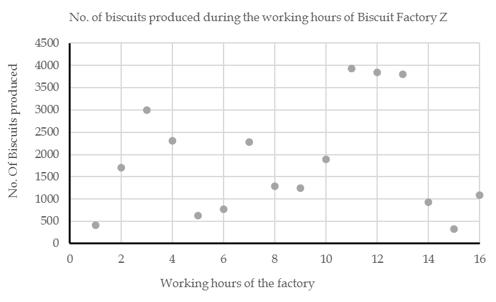 No. of biscuits produced during the working hours of Biscuit Factory Z
No. Of Biscuits produced
4500
4000
3500
3000
2500
2000
1500
1000
500
0
0 2 4 6 8 10 12 14 16
Working hours of the factory